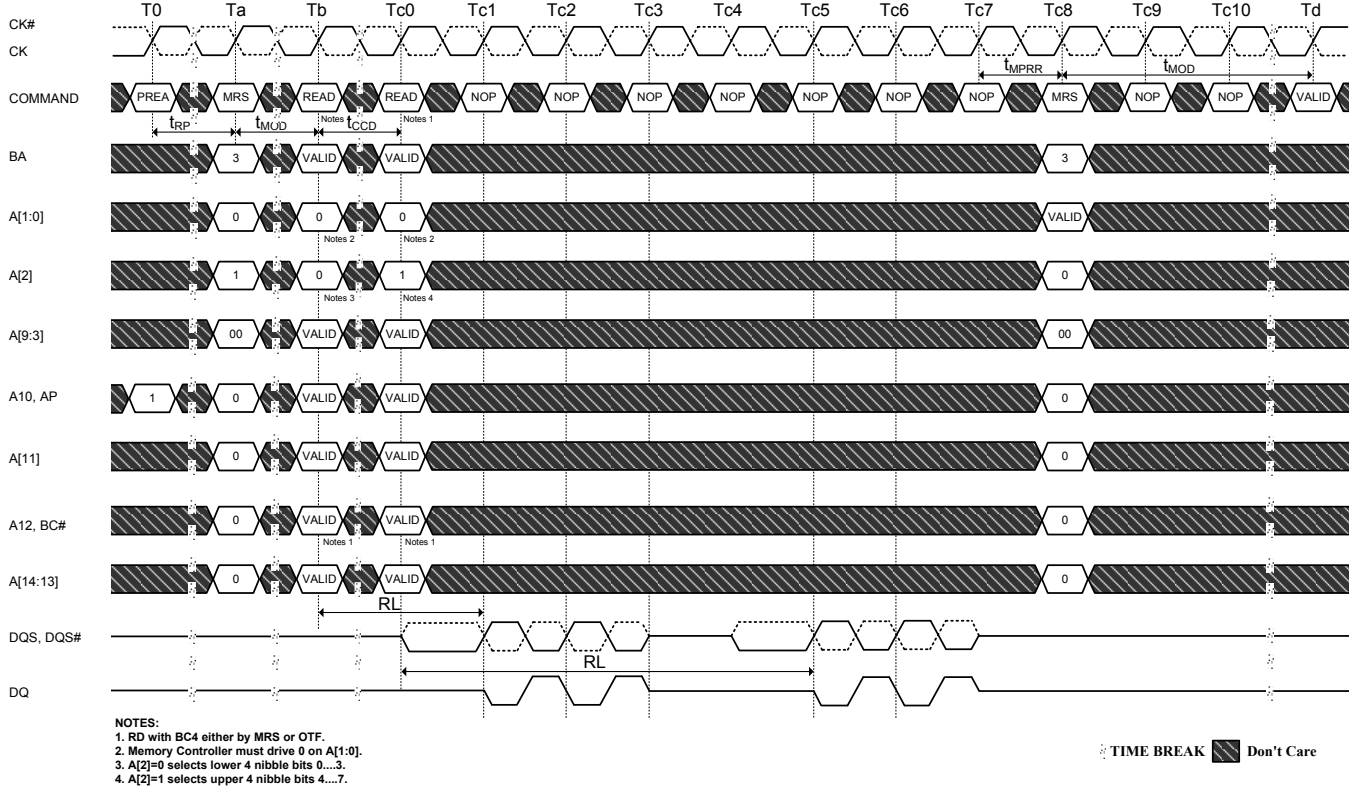 T0 Ta Tb Tc0 Tc1 Tc2 Tc3 Tc4 Tc5 Tc6 Tc7 Tc8 Tc9 Tc10 Td
CK#
CK
tMPRR tMOD
COMMAND PREA MRS READ READ NOP NOP NOP NOP NOP NOP NOP MRS NOP NOP VALID
Notes 1 Notes 1
tRP tMOD tCCD
BA 3 VALID VALID 3
A[1:0] 0 0 0 VALID
Notes 2 Notes 2
A[2] 1 0 1 0
Notes 3 Notes 4
A[9:3] 00 VALID VALID 00
A10, AP 1 0 VALID VALID 0
A[11] 0 VALID VALID 0
A12, BC# 0 VALID VALID 0
Notes 1 Notes 1
A[14:13] 0 VALID VALID 0
RL
DQS, DQS#
RL
DQ
NOTES:
1. RD with BC4 either by MRS or OTF.
2. Memory Controller must drive 0 on A[1:0].
3. A[2]=0 selects lower 4 nibble bits 0....3.
4. A[2]=1 selects upper 4 nibble bits 4....7.
TIME BREAK Don't Care